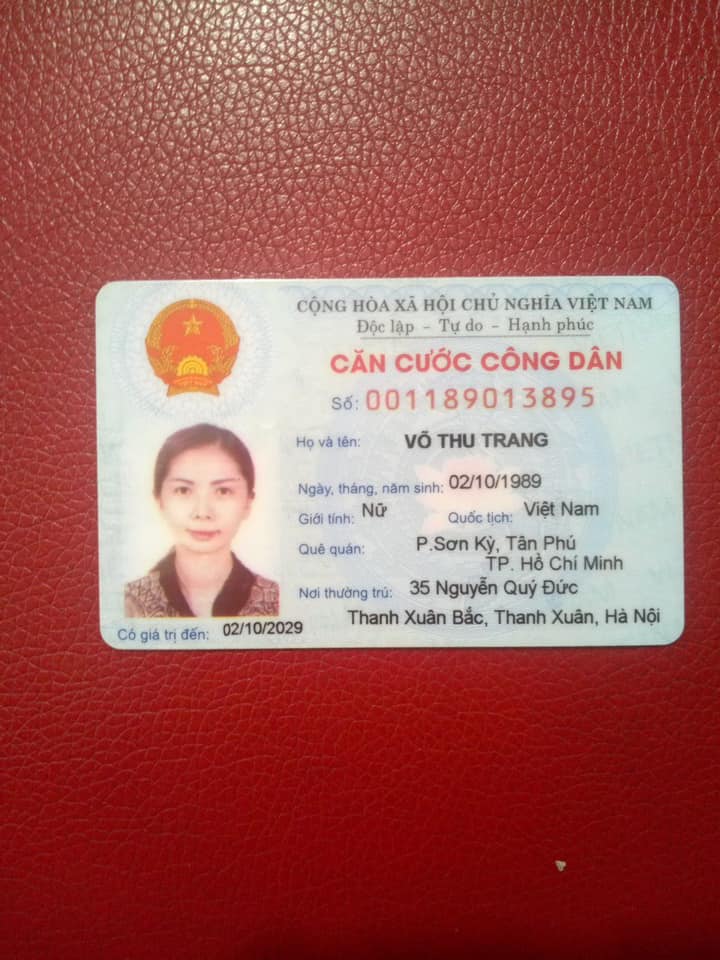 CỘNG HÒA XÃ HỘI CHỦ NGHĨA VIỆT NAM
Độc lập - Tự do - Hạnh phúc
CĂN CƯỚC CÔNG DÂN
Số: 001189013895
Họ và tên: VÕ THU TRANG
Ngày, tháng, năm sinh: 02/10/1989
Giới tính: Nữ Quốc tịch: Việt Nam
Quê quán: P.Sơn Kỳ, Tân Phú
TP. Hồ Chí Minh
Nơi thường trú: 35 Nguyễn Quý Đức
Thanh Xuân Bắc, Thanh Xuân, Hà Nội
Có giá trị đến: 02/10/2029